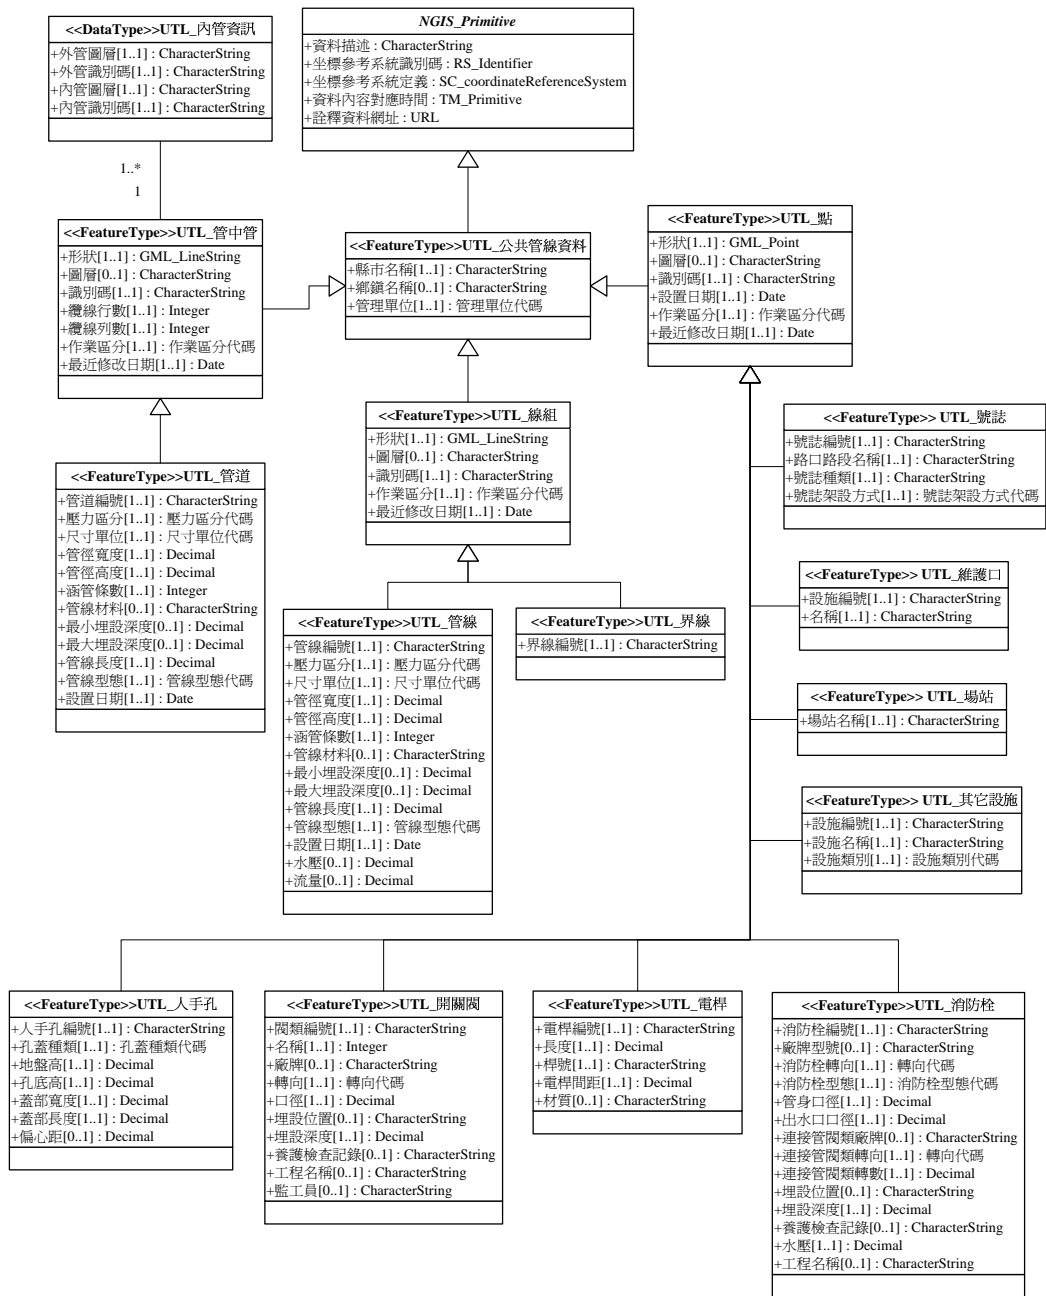 <<DataType>>UTL_內管資訊
+外管圖層[1..1] : CharacterString
+外管識別碼[1..1] : CharacterString
+內管圖層[1..1] : CharacterString
+內管識別碼[1..1] : CharacterString
NGIS_Primitive
+資料描述 : CharacterString
+坐標參考系統識別碼 : RS_Identifier
+坐標參考系統定義 : SC_coordinateReferenceSystem
+資料內容對應時間 : TM_Primitive
+詮釋資料網址 : URL
1..*
1
<<FeatureType>>UTL_管中管
+形狀[1..1] : GML_LineString
+圖層[0..1] : CharacterString
+識別碼[1..1] : CharacterString
+纜線行數[1..1] : Integer
+纜線列數[1..1] : Integer
+作業區分[1..1] : 作業區分代碼
+最近修改日期[1..1] : Date
<<FeatureType>>UTL_公共管線資料
+縣市名稱[1..1] : CharacterString
+鄉鎮名稱[0..1] : CharacterString
+管理單位[1..1] : 管理單位代碼
<<FeatureType>>UTL_點
+形狀[1..1] : GML_Point
+圖層[0..1] : CharacterString
+識別碼[1..1] : CharacterString
+設置日期[1..1] : Date
+作業區分[1..1] : 作業區分代碼
+最近修改日期[1..1] : Date
<<FeatureType>>UTL_管道
+管道編號[1..1] : CharacterString
+壓力區分[1..1] : 壓力區分代碼
+尺寸單位[1..1] : 尺寸單位代碼
+管徑寬度[1..1] : Decimal
+管徑高度[1..1] : Decimal
+涵管條數[1..1] : Integer
+管線材料[0..1] : CharacterString
+最小埋設深度[0..1] : Decimal
+最大埋設深度[0..1] : Decimal
+管線長度[1..1] : Decimal
+管線型態[1..1] : 管線型態代碼
+設置日期[1..1] : Date
<<FeatureType>>UTL_線組
+形狀[1..1] : GML_LineString
+圖層[0..1] : CharacterString
+識別碼[1..1] : CharacterString
+作業區分[1..1] : 作業區分代碼
+最近修改日期[1..1] : Date
<<FeatureType>> UTL_號誌
+號誌編號[1..1] : CharacterString
+路口路段名稱[1..1] : CharacterString
+號誌種類[1..1] : CharacterString
+號誌架設方式[1..1] : 號誌架設方式代碼
<<FeatureType>> UTL_維護口
+設施編號[1..1] : CharacterString
+名稱[1..1] : CharacterString
<<FeatureType>>UTL_管線
+管線編號[1..1] : CharacterString
+壓力區分[1..1] : 壓力區分代碼
+尺寸單位[1..1] : 尺寸單位代碼
+管徑寬度[1..1] : Decimal
+管徑高度[1..1] : Decimal
+涵管條數[1..1] : Integer
+管線材料[0..1] : CharacterString
+最小埋設深度[0..1] : Decimal
+最大埋設深度[0..1] : Decimal
+管線長度[1..1] : Decimal
+管線型態[1..1] : 管線型態代碼
+設置日期[1..1] : Date
+水壓[0..1] : Decimal
+流量[0..1] : Decimal
<<FeatureType>>UTL_界線
+界線編號[1..1] : CharacterString
<<FeatureType>> UTL_場站
+場站名稱[1..1] : CharacterString
<<FeatureType>> UTL_其它設施
+設施編號[1..1] : CharacterString
+設施名稱[1..1] : CharacterString
+設施類別[1..1] : 設施類別代碼
<<FeatureType>>UTL_人手孔
+人手孔編號[1..1] : CharacterString
+孔蓋種類[1..1] : 孔蓋種類代碼
+地盤高[1..1] : Decimal
+孔底高[1..1] : Decimal
+蓋部寬度[1..1] : Decimal
+蓋部長度[1..1] : Decimal
+偏心距[0..1] : Decimal
<<FeatureType>>UTL_開關閥
+閥類編號[1..1] : CharacterString
+名稱[1..1] : Integer
+廠牌[0..1] : CharacterString
+轉向[1..1] : 轉向代碼
+口徑[1..1] : Decimal
+埋設位置[0..1] : CharacterString
+埋設深度[1..1] : Decimal
+養護檢查記錄[0..1] : CharacterString
+工程名稱[0..1] : CharacterString
+監工員[0..1] : CharacterString
<<FeatureType>>UTL_電桿
+電桿編號[1..1] : CharacterString
+長度[1..1] : Decimal
+桿號[1..1] : CharacterString
+電桿間距[1..1] : Decimal
+材質[0..1] : CharacterString
<<FeatureType>>UTL_消防栓
+消防栓編號[1..1] : CharacterString
+廠牌型號[0..1] : CharacterString
+消防栓轉向[1..1] : 轉向代碼
+消防栓型態[1..1] : 消防栓型態代碼
+管身口徑[1..1] : Decimal
+出水口口徑[1..1] : Decimal
+連接管閥類廠牌[0..1] : CharacterString
+連接管閥類轉向[1..1] : 轉向代碼
+連接管閥類轉數[1..1] : Decimal
+埋設位置[0..1] : CharacterString
+埋設深度[1..1] : Decimal
+養護檢查記錄[0..1] : CharacterString
+水壓[1..1] : Decimal
+工程名稱[0..1] : CharacterString